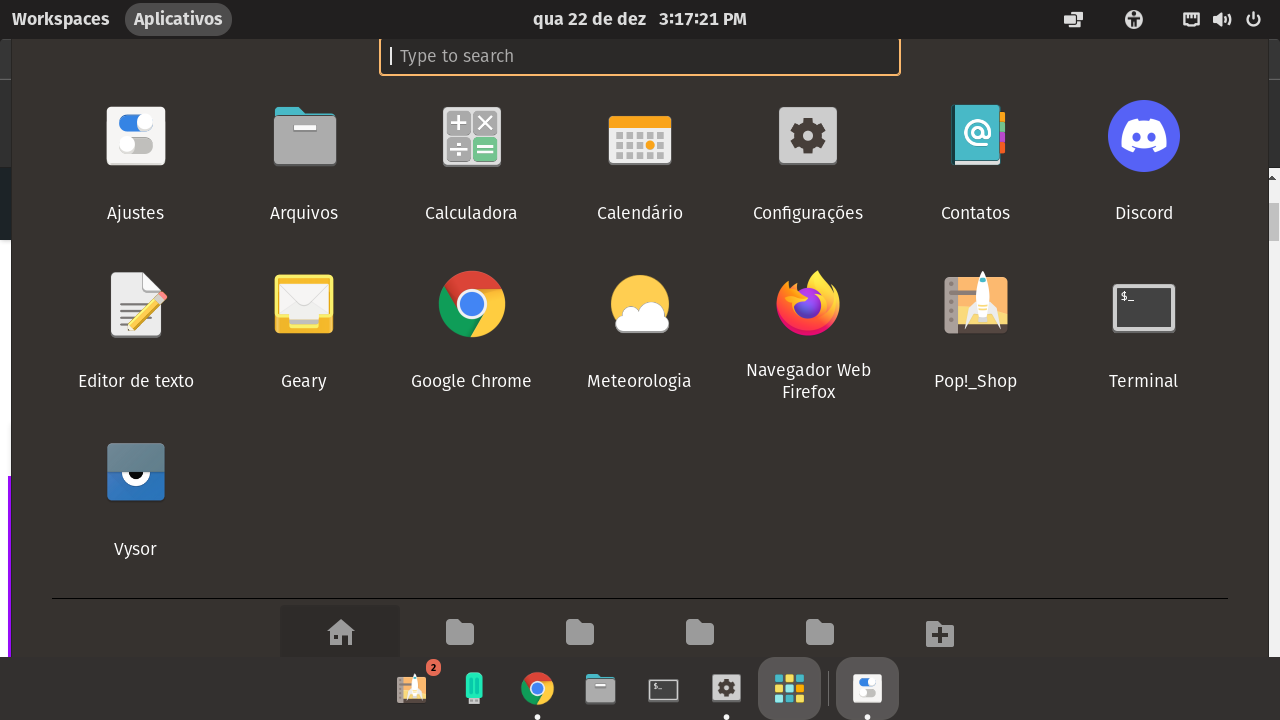 Workspaces Aplicativos qua 22 de dez 3:17:21 PM
Type to search
Ajustes Arquivos Calculadora Calendário Configurações Contatos Discord
$_
Editor de texto Geary Google Chrome Meteorologia Navegador Web Firefox Pop!_Shop Terminal
Vysor
2
$_